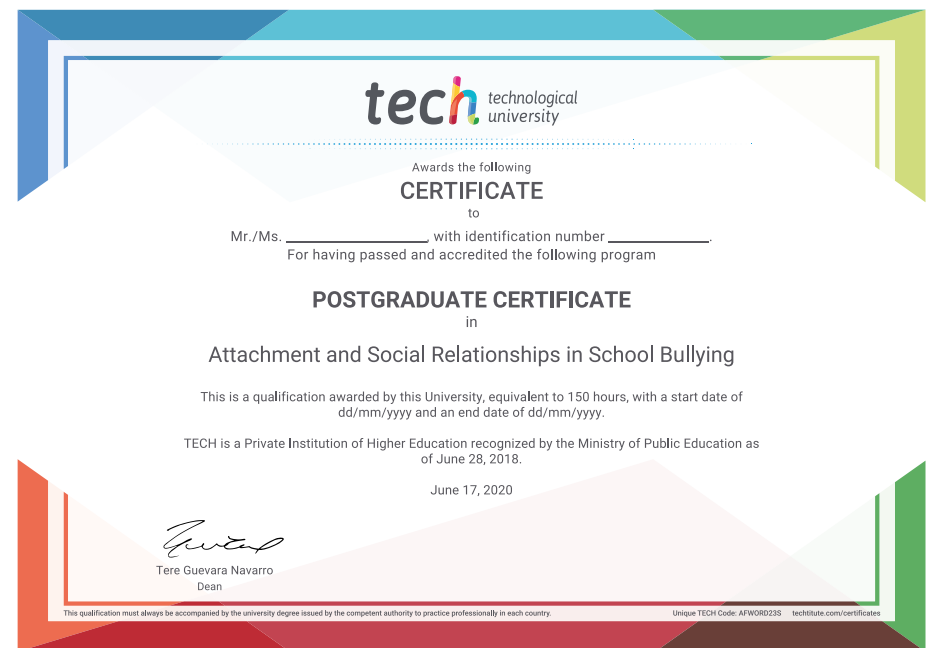 tech technological
university
Awards the following
CERTIFICATE
to
Mr./Ms. ____________________, with identification number ______________.
For having passed and accredited the following program
POSTGRADUATE CERTIFICATE
in
Attachment and Social Relationships in School Bullying
This is a qualification awarded by this University, equivalent to 150 hours, with a start date of
dd/mm/yyyy and an end date of dd/mm/yyyy.
TECH is a Private Institution of Higher Education recognized by the Ministry of Public Education as
of June 28, 2018.
June 17, 2020
Tere Guevara Navarro
Dean
This qualification must always be accompanied by the university degree issued by the competent authority to practice professionally in each country. Unique TECH Code: AFWORD23S techtitute.com/certificates